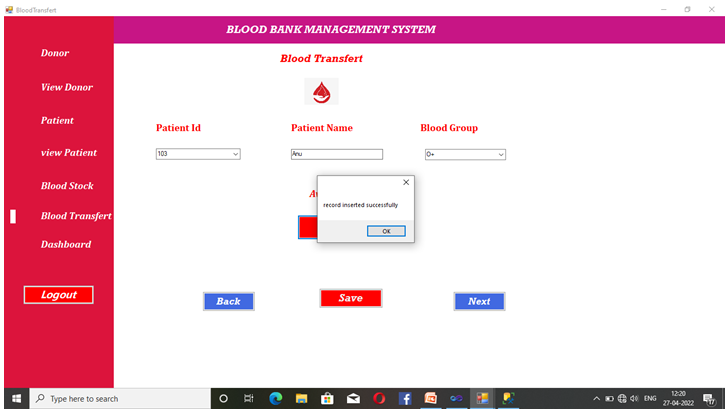 BloodTransfert
BLOOD BANK MANAGEMENT SYSTEM
Donor
View Donor
Patient
view Patient
Blood Stock
Blood Transfert
Dashboard
Logout
Blood Transfert
Patient Id
Patient Name
Blood Group
103
Anu
O+
record inserted successfully
OK
Back
Save
Next
Type here to search
ENG
12:20
27-04-2022
17